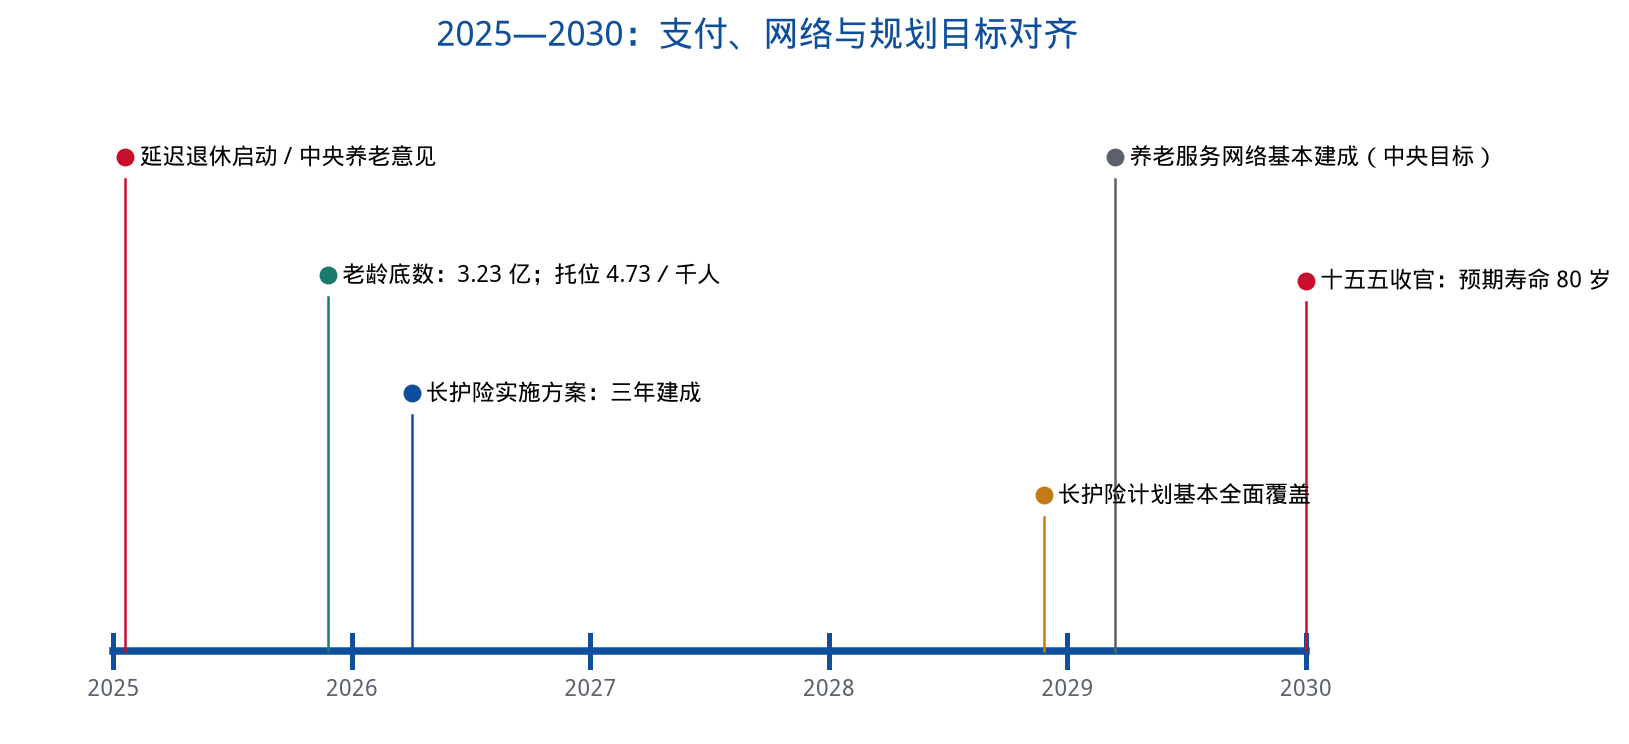 2025—2030：支付、网络与规划目标对齐
延迟退休启动 / 中央养老意见
养老服务网络基本建成（中央目标）
老龄底数：3.23 亿；托位 4.73 / 千人
十五五收官：预期寿命 80 岁
长护险实施方案：三年建成
长护险计划基本全面覆盖
2025
2026
2027
2028
2029
2030